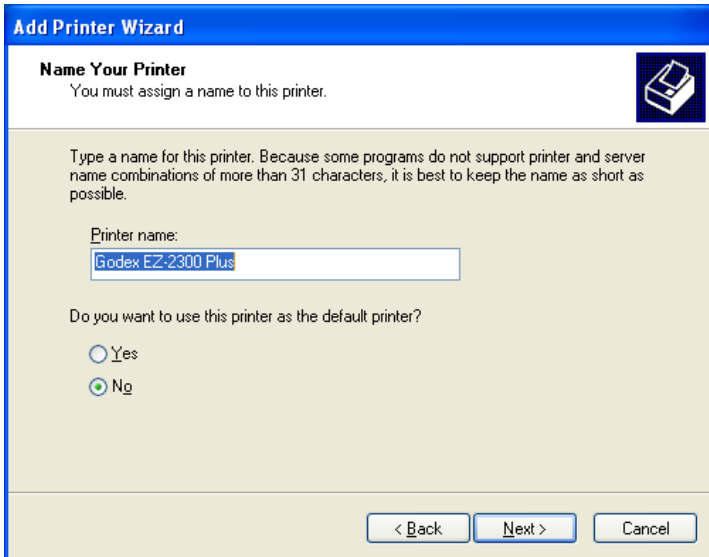 Add Printer Wizard
Name Your Printer
You must assign a name to this printer.
Type a name for this printer. Because some programs do not support printer and server
name combinations of more than 31 characters, it is best to keep the name as short as
possible.
Printer name:
Godex EZ-2300 Plus
Do you want to use this printer as the default printer?
Yes
No
< Back
Next >
Cancel